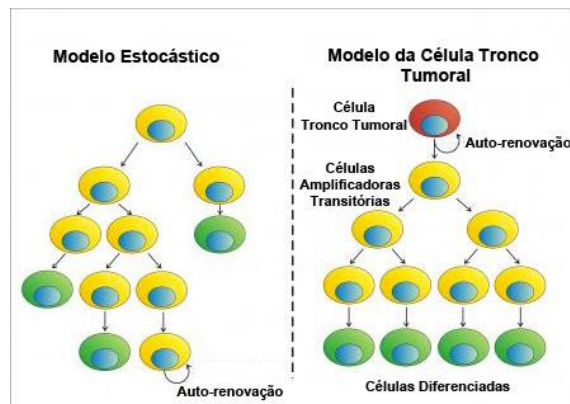 Modelo Estocástico
Modelo da Célula Tronco
Tumoral
Célula
Tronco Tumoral
Auto-renovação
Células
Amplificadoras
Transitórias
Auto-renovação
Células Diferenciadas